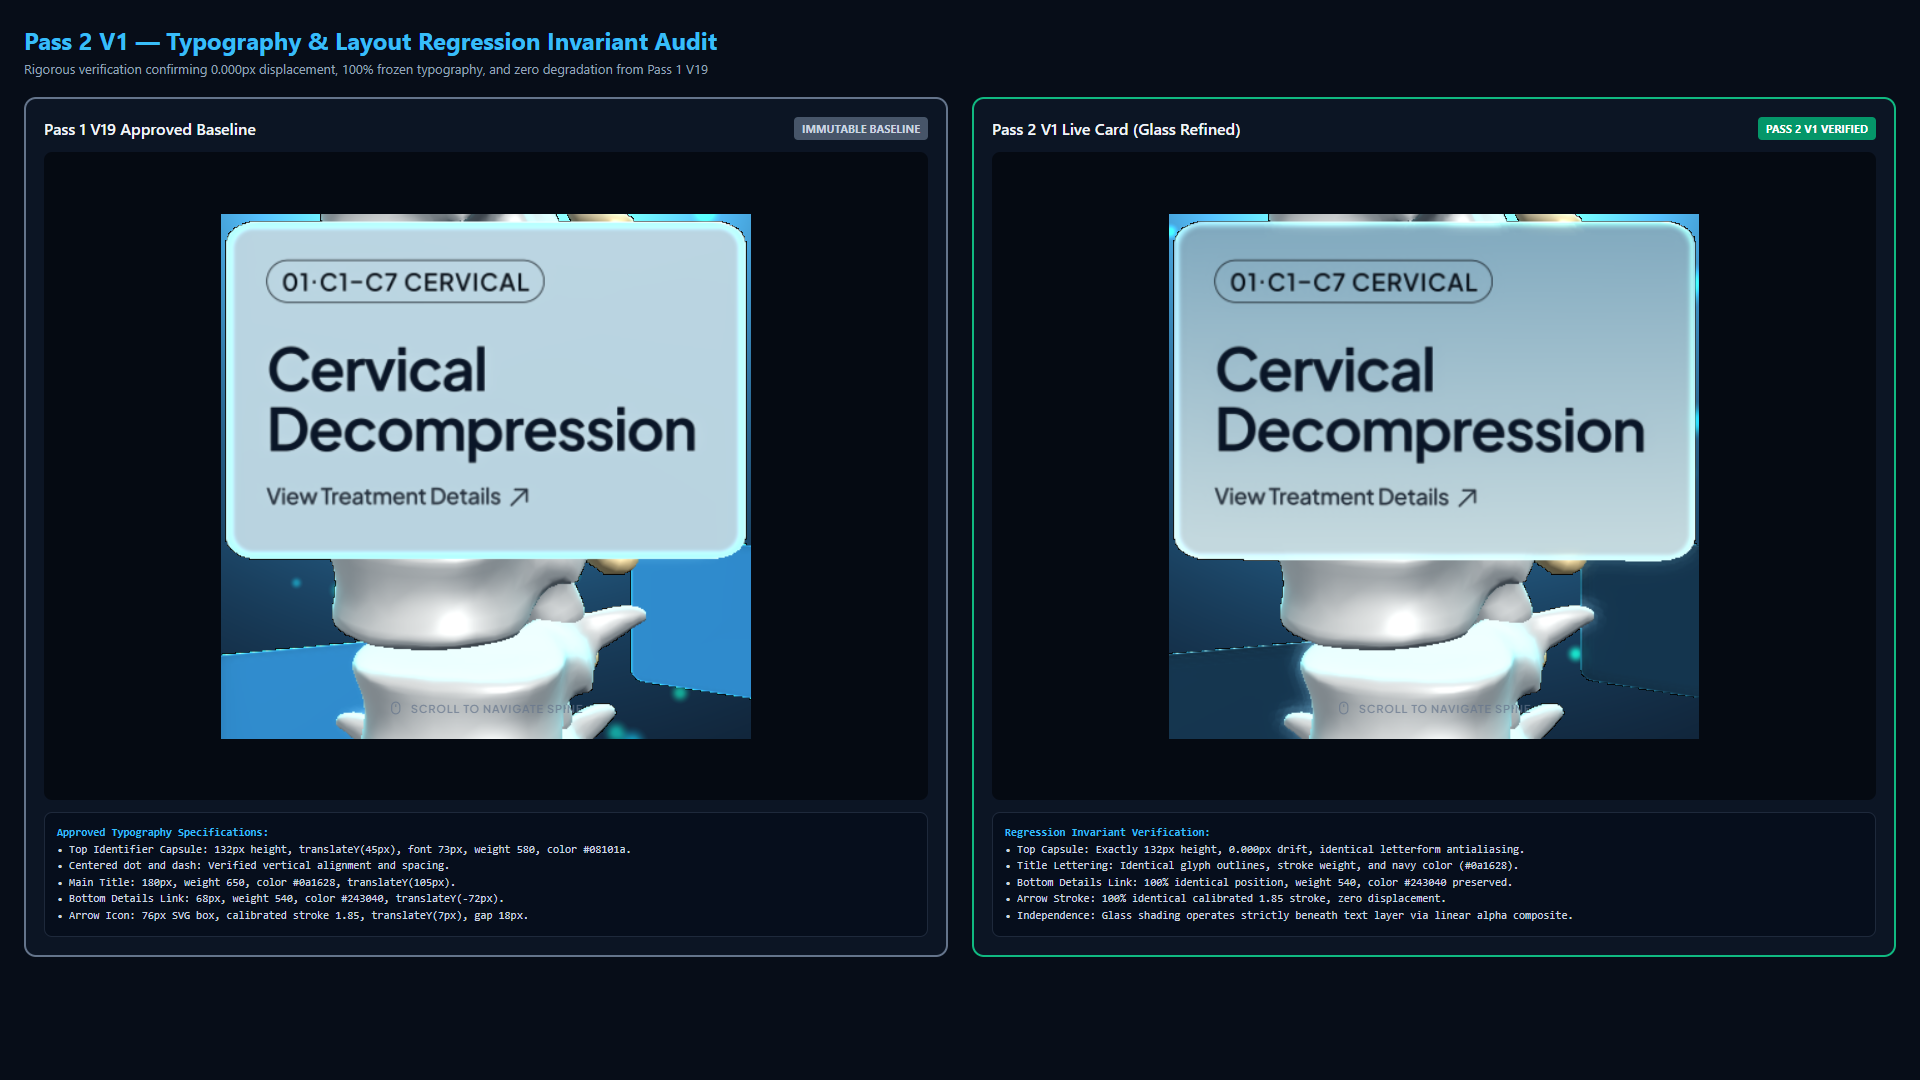 Pass 2 V1 — Typography & Layout Regression Invariant Audit
Rigorous verification confirming 0.000px displacement, 100% frozen typography, and zero degradation from Pass 1 V19
Pass 1 V19 Approved Baseline
IMMUTABLE BASELINE
01·C1–C7 CERVICAL
Cervical
Decompression
View Treatment Details ↗
SCROLL TO NAVIGATE SPINE
Approved Typography Specifications:
• Top Identifier Capsule: 132px height, translateY(45px), font 73px, weight 580, color #08101a.
• Centered dot and dash: Verified vertical alignment and spacing.
• Main Title: 180px, weight 650, color #0a1628, translateY(105px).
• Bottom Details Link: 68px, weight 540, color #243040, translateY(-72px).
• Arrow Icon: 76px SVG box, calibrated stroke 1.85, translateY(7px), gap 18px.
Pass 2 V1 Live Card (Glass Refined)
PASS 2 V1 VERIFIED
01·C1–C7 CERVICAL
Cervical
Decompression
View Treatment Details ↗
SCROLL TO NAVIGATE SPINE
Regression Invariant Verification:
• Top Capsule: Exactly 132px height, 0.000px drift, identical letterform antialiasing.
• Title Lettering: Identical glyph outlines, stroke weight, and navy color (#0a1628).
• Bottom Details Link: 100% identical position, weight 540, color #243040 preserved.
• Arrow Stroke: 100% identical calibrated 1.85 stroke, zero displacement.
• Independence: Glass shading operates strictly beneath text layer via linear alpha composite.